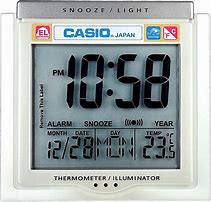 SNOOZE / LIGHT
EL
CASIO JAPAN
°C
Remove This Label
PM 10:58
ALARM SNOOZE YEAR
MONTH DATE DAY TEMP
12/28 MON 23.5°C
THERMOMETER / ILLUMINATOR